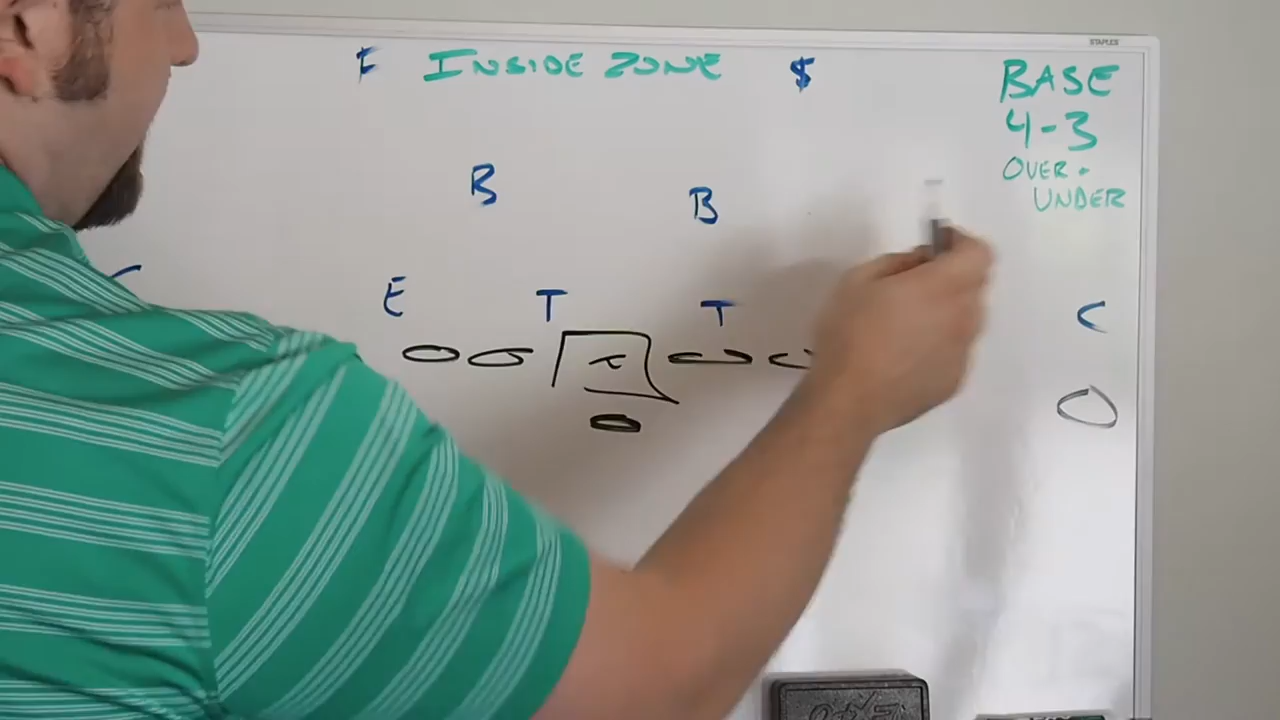 STAPLES
F INSIDE ZONE $
BASE
4-3
OVER +
UNDER
B
B
E T T C
C